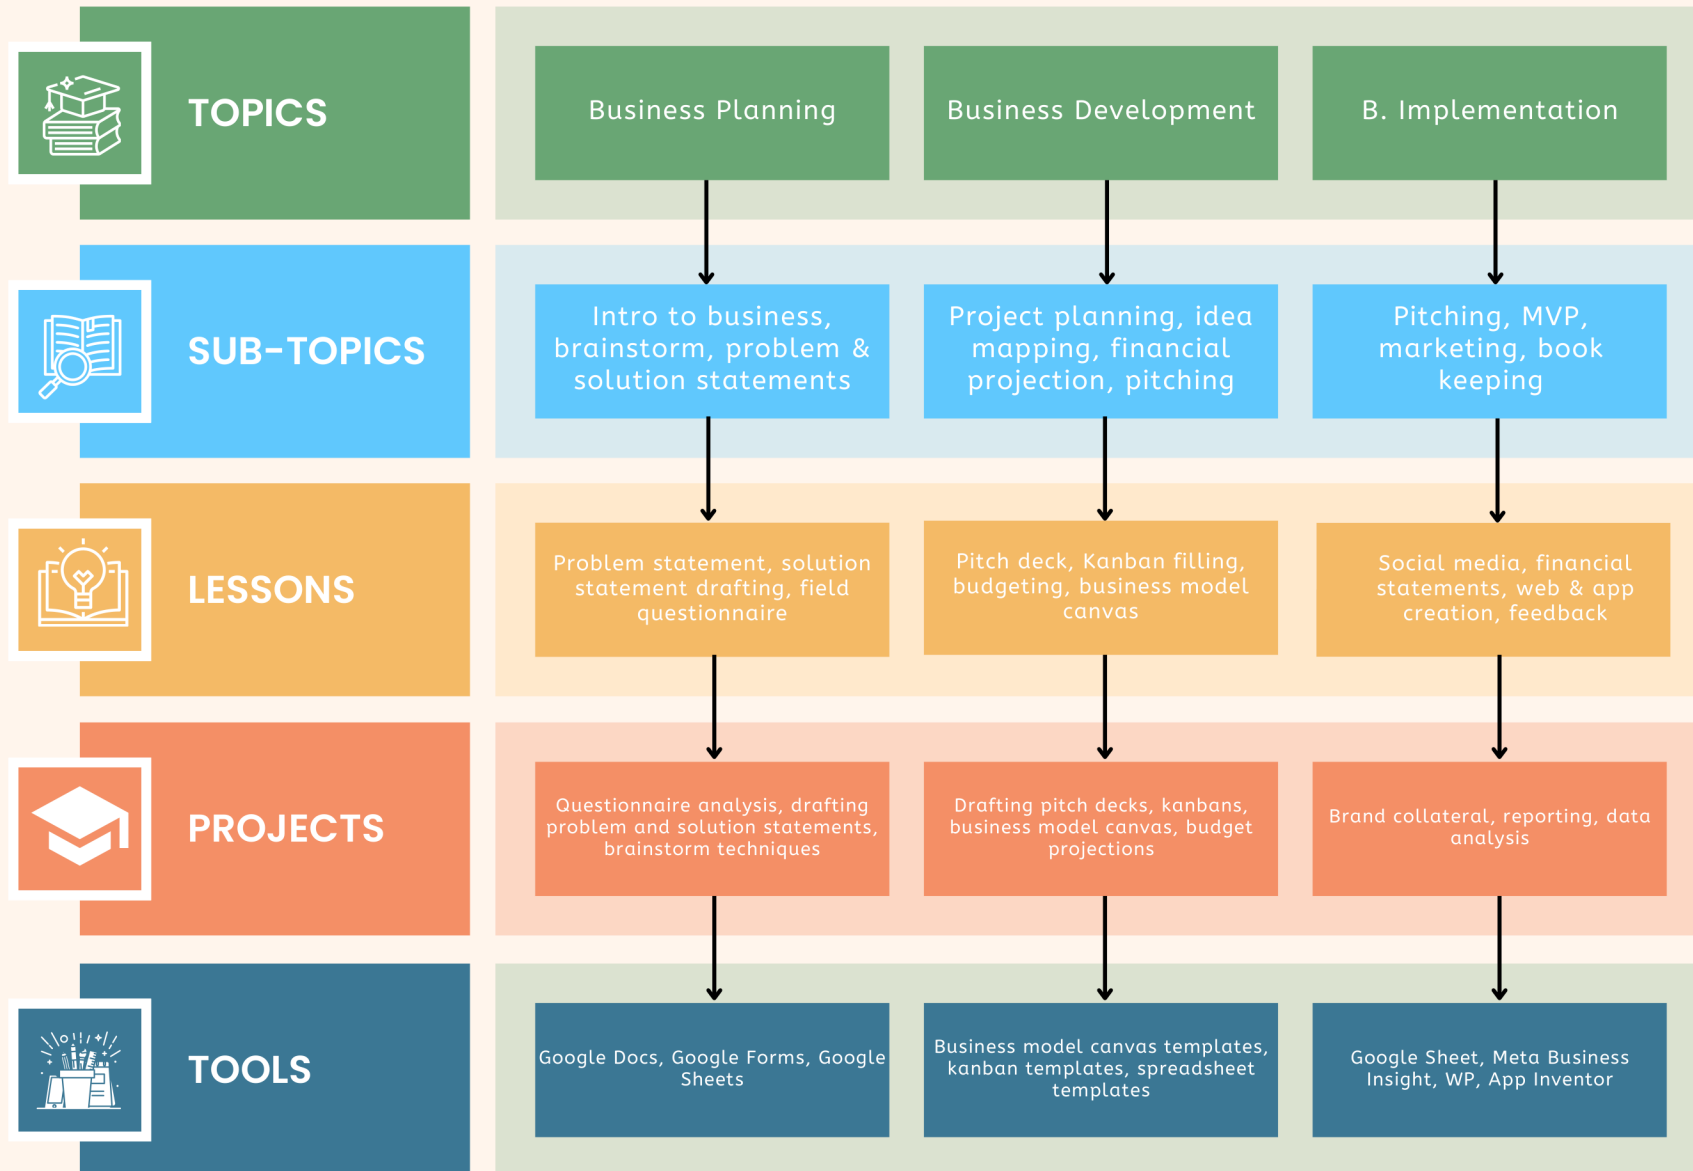 TOPICS
Business Planning
Business Development
B. Implementation
SUB-TOPICS
Intro to business,
brainstorm, problem &
solution statements
Project planning, idea
mapping, financial
projection, pitching
Pitching, MVP,
marketing, book
keeping
LESSONS
Problem statement, solution
statement drafting, field
questionnaire
Pitch deck, Kanban filling,
budgeting, business model
canvas
Social media, financial
statements, web & app
creation, feedback
PROJECTS
Questionnaire analysis, drafting
problem and solution statements,
brainstorm techniques
Drafting pitch decks, kanbans,
business model canvas, budget
projections
Brand collateral, reporting, data
analysis
TOOLS
Google Docs, Google Forms, Google
Sheets
Business model canvas templates,
kanban templates, spreadsheet
templates
Google Sheet, Meta Business
Insight, WP, App Inventor